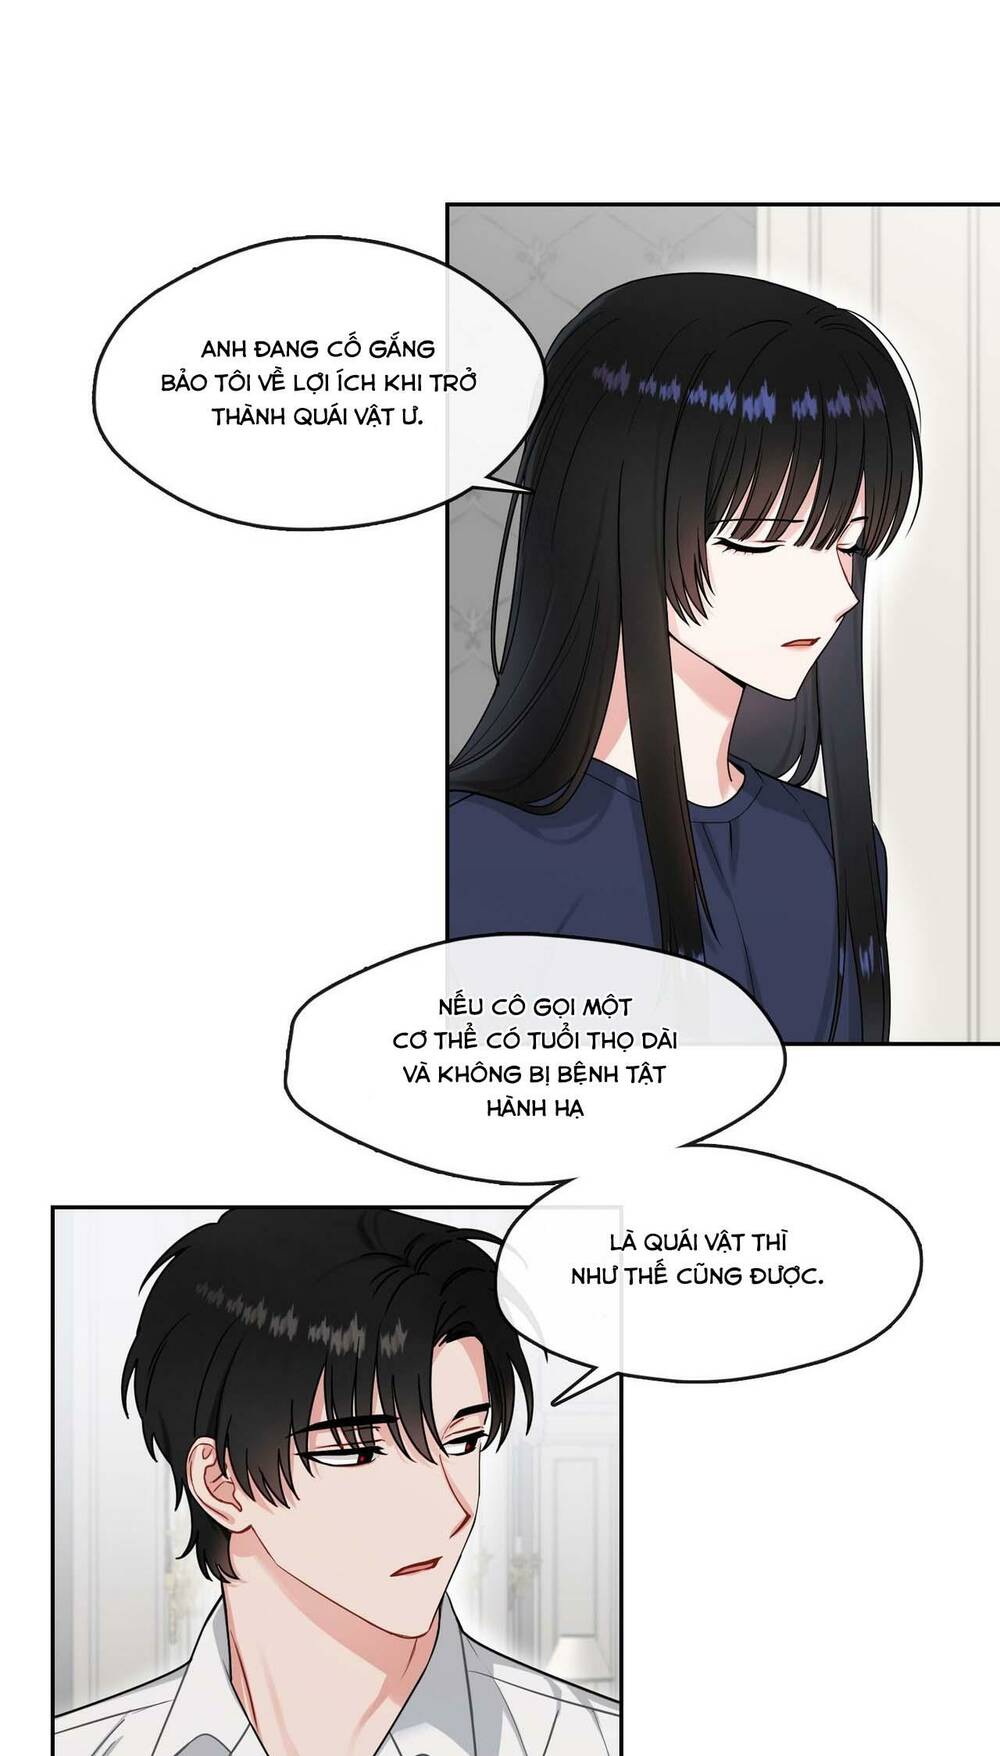 ANH ĐANG CỐ GẮNG
BẢO TÔI VỀ LỢI ÍCH KHI TRỞ
THÀNH QUÁI VẬT Ư.
NẾU CÔ GỌI MỘT
CƠ THỂ CÓ TUỔI THỌ DÀI
VÀ KHÔNG BỊ BỆNH TẬT
HÀNH HẠ
LÀ QUÁI VẬT THÌ
NHƯ THẾ CŨNG ĐƯỢC.